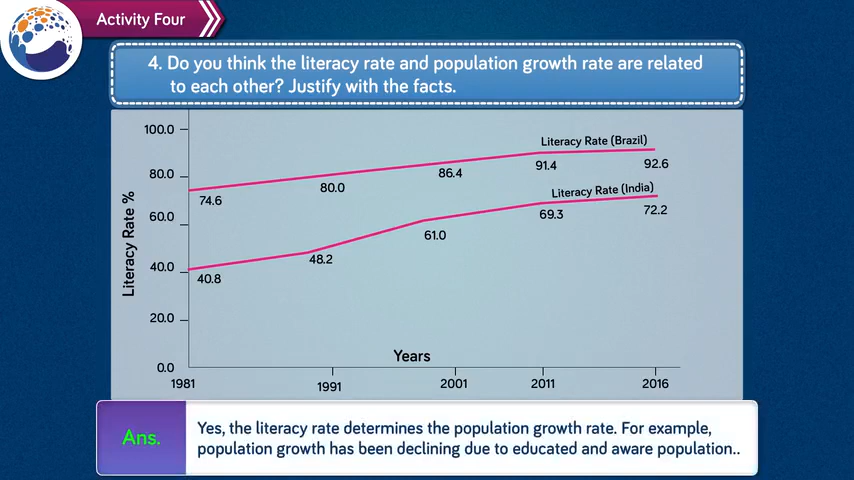 Activity Four
4. Do you think the literacy rate and population growth rate are related
to each other? Justify with the facts.
100.0
80.0
60.0
40.0
20.0
0.0
Literacy Rate %
Literacy Rate (Brazil)
74.6
80.0
86.4
91.4
92.6
Literacy Rate (India)
40.8
48.2
61.0
69.3
72.2
Years
1981
1991
2001
2011
2016
Ans.
Yes, the literacy rate determines the population growth rate. For example,
population growth has been declining due to educated and aware population..